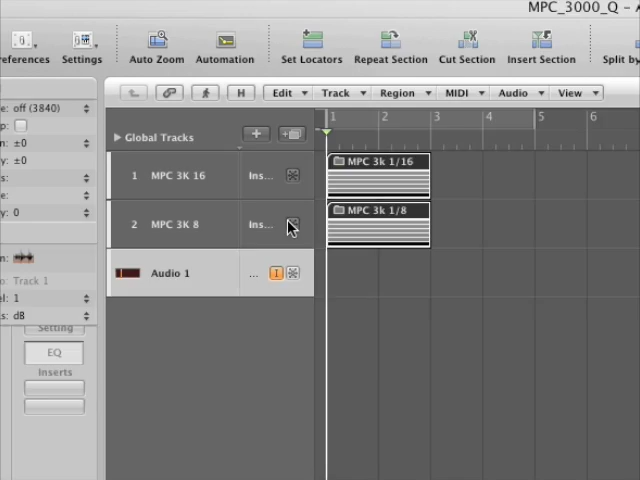 MPC_3000_Q - A
references Settings Auto Zoom Automation Set Locators Repeat Section Cut Section Insert Section Split by
H Edit Track Region MIDI Audio View
e: off (3840)
p:
n: ±0
y: ±0
s:
e:
y: 0
n:
o: Track 1
el: 1
s: dB
Setting
EQ
Inserts
Global Tracks
1 2 3 4 5 6
1 MPC 3K 16 Ins... MPC 3k 1/16
2 MPC 3K 8 Ins... MPC 3k 1/8
Audio 1 ... I